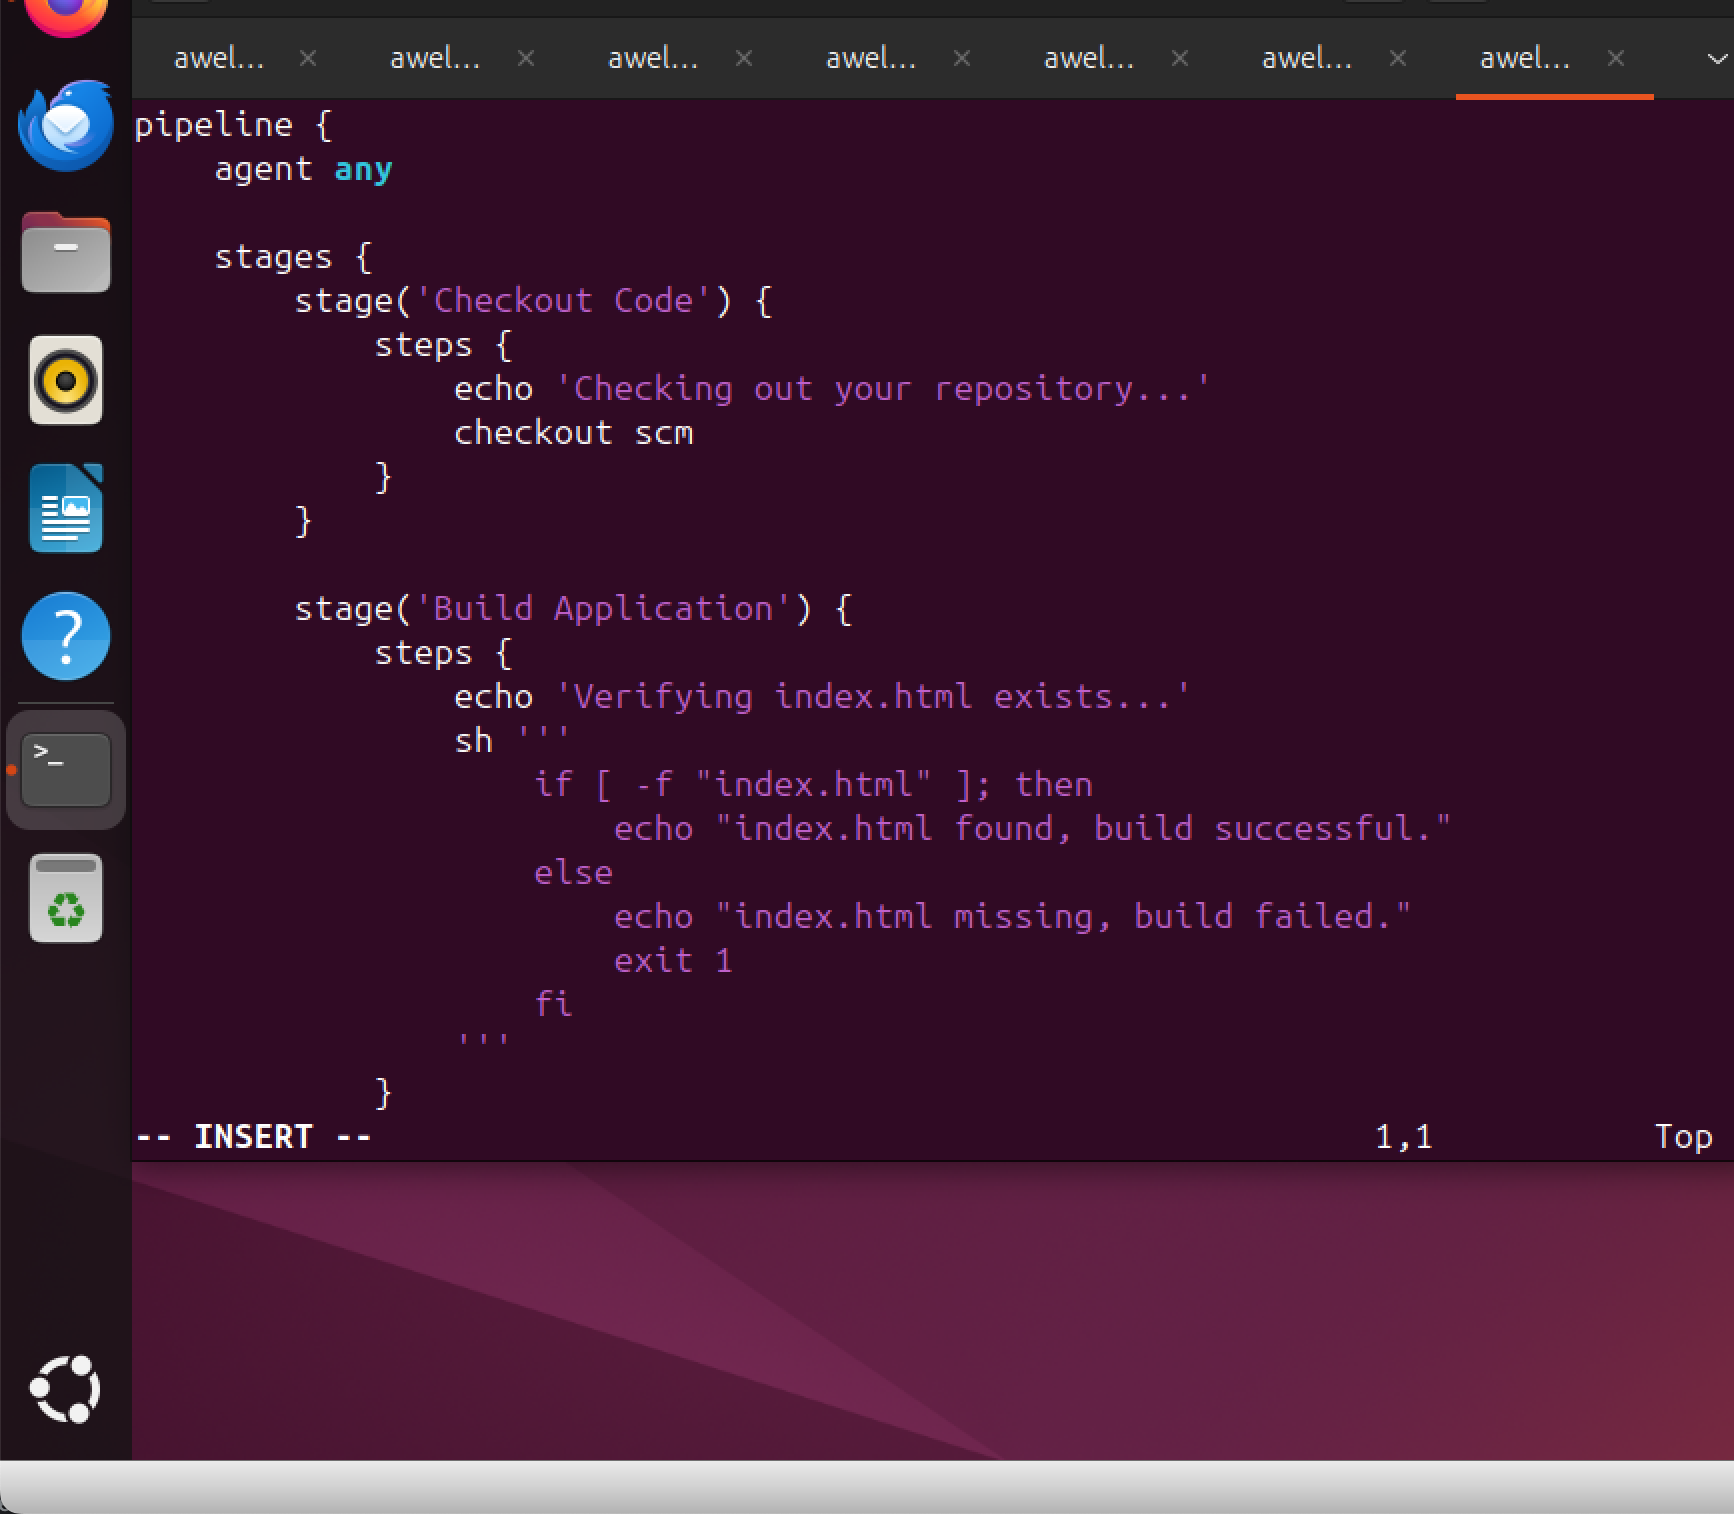 awel... × awel... × awel... × awel... × awel... × awel... × awel... ×
pipeline {
    agent any

    stages {
        stage('Checkout Code') {
            steps {
                echo 'Checking out your repository...'
                checkout scm
            }
        }

        stage('Build Application') {
            steps {
                echo 'Verifying index.html exists...'
                sh '''
                    if [ -f "index.html" ]; then
                        echo "index.html found, build successful."
                    else
                        echo "index.html missing, build failed."
                        exit 1
                    fi
                '''
            }
-- INSERT -- 1,1 Top